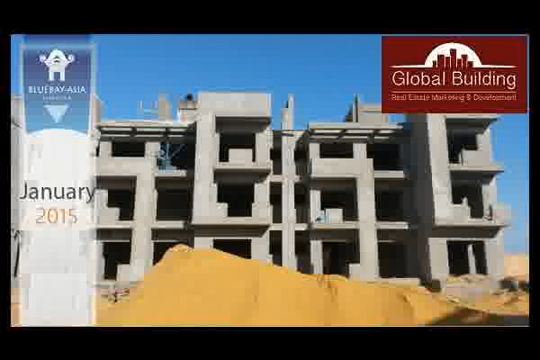 BLUEBAY-ASIA
January
2015
Global Building
Real Estate Marketing & Development